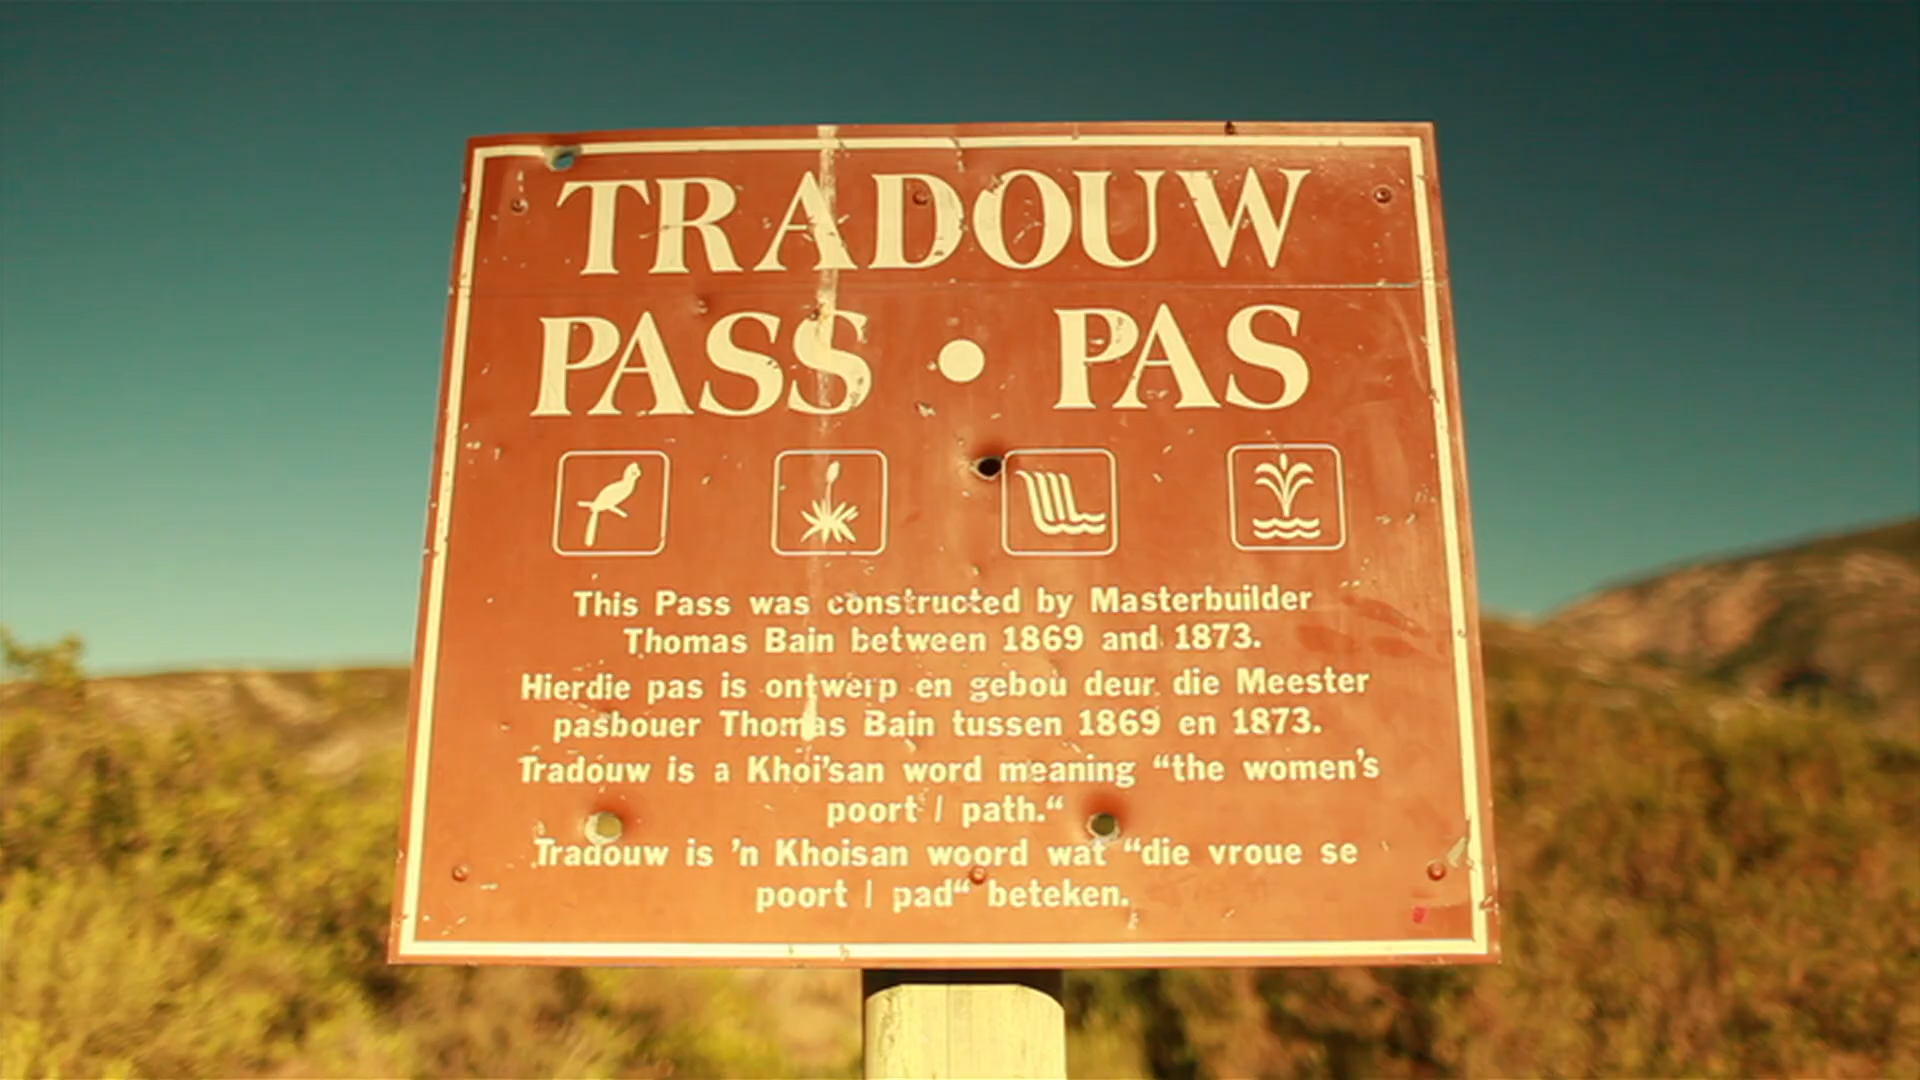 TRADOUW
PASS • PAS
This Pass was constructed by Masterbuilder
Thomas Bain between 1869 and 1873.
Hierdie pas is ontwerp en gebou deur die Meester
pasbouer Thomas Bain tussen 1869 en 1873.
Tradouw is a Khoi'san word meaning “the women's
poort / path.“
Tradouw is 'n Khoisan woord wat “die vroue se
poort / pad“ beteken.